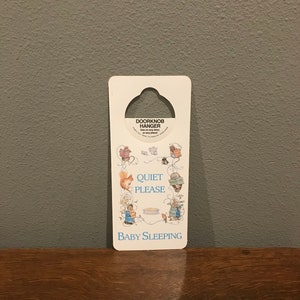 DOORKNOB
HANGER
QUIET
PLEASE
BABY SLEEPING